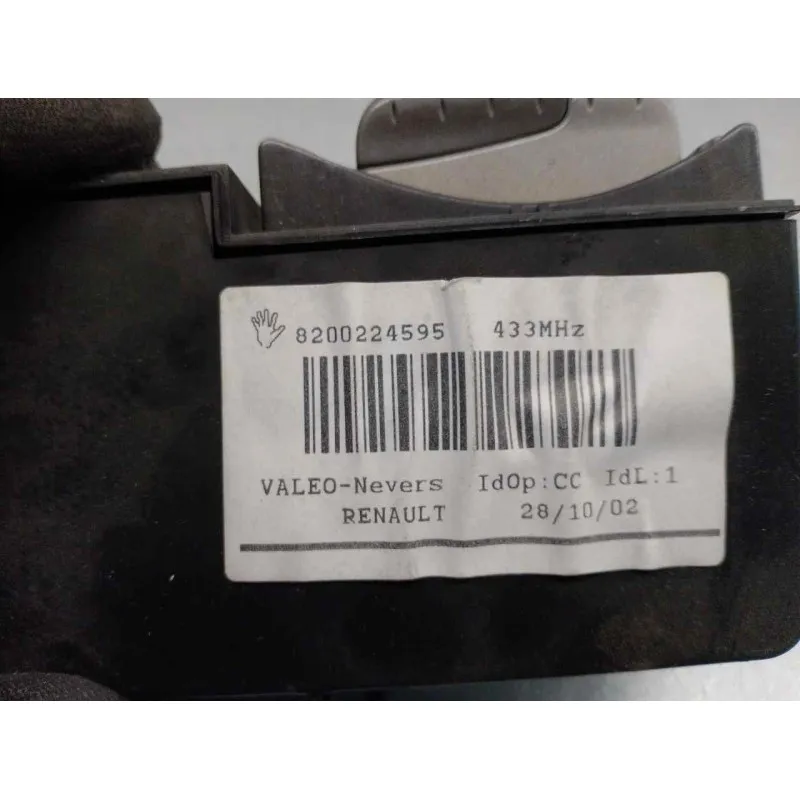 8200224595 433MHz
VALEO-Nevers IdOp:CC IdL:1
RENAULT 28/10/02